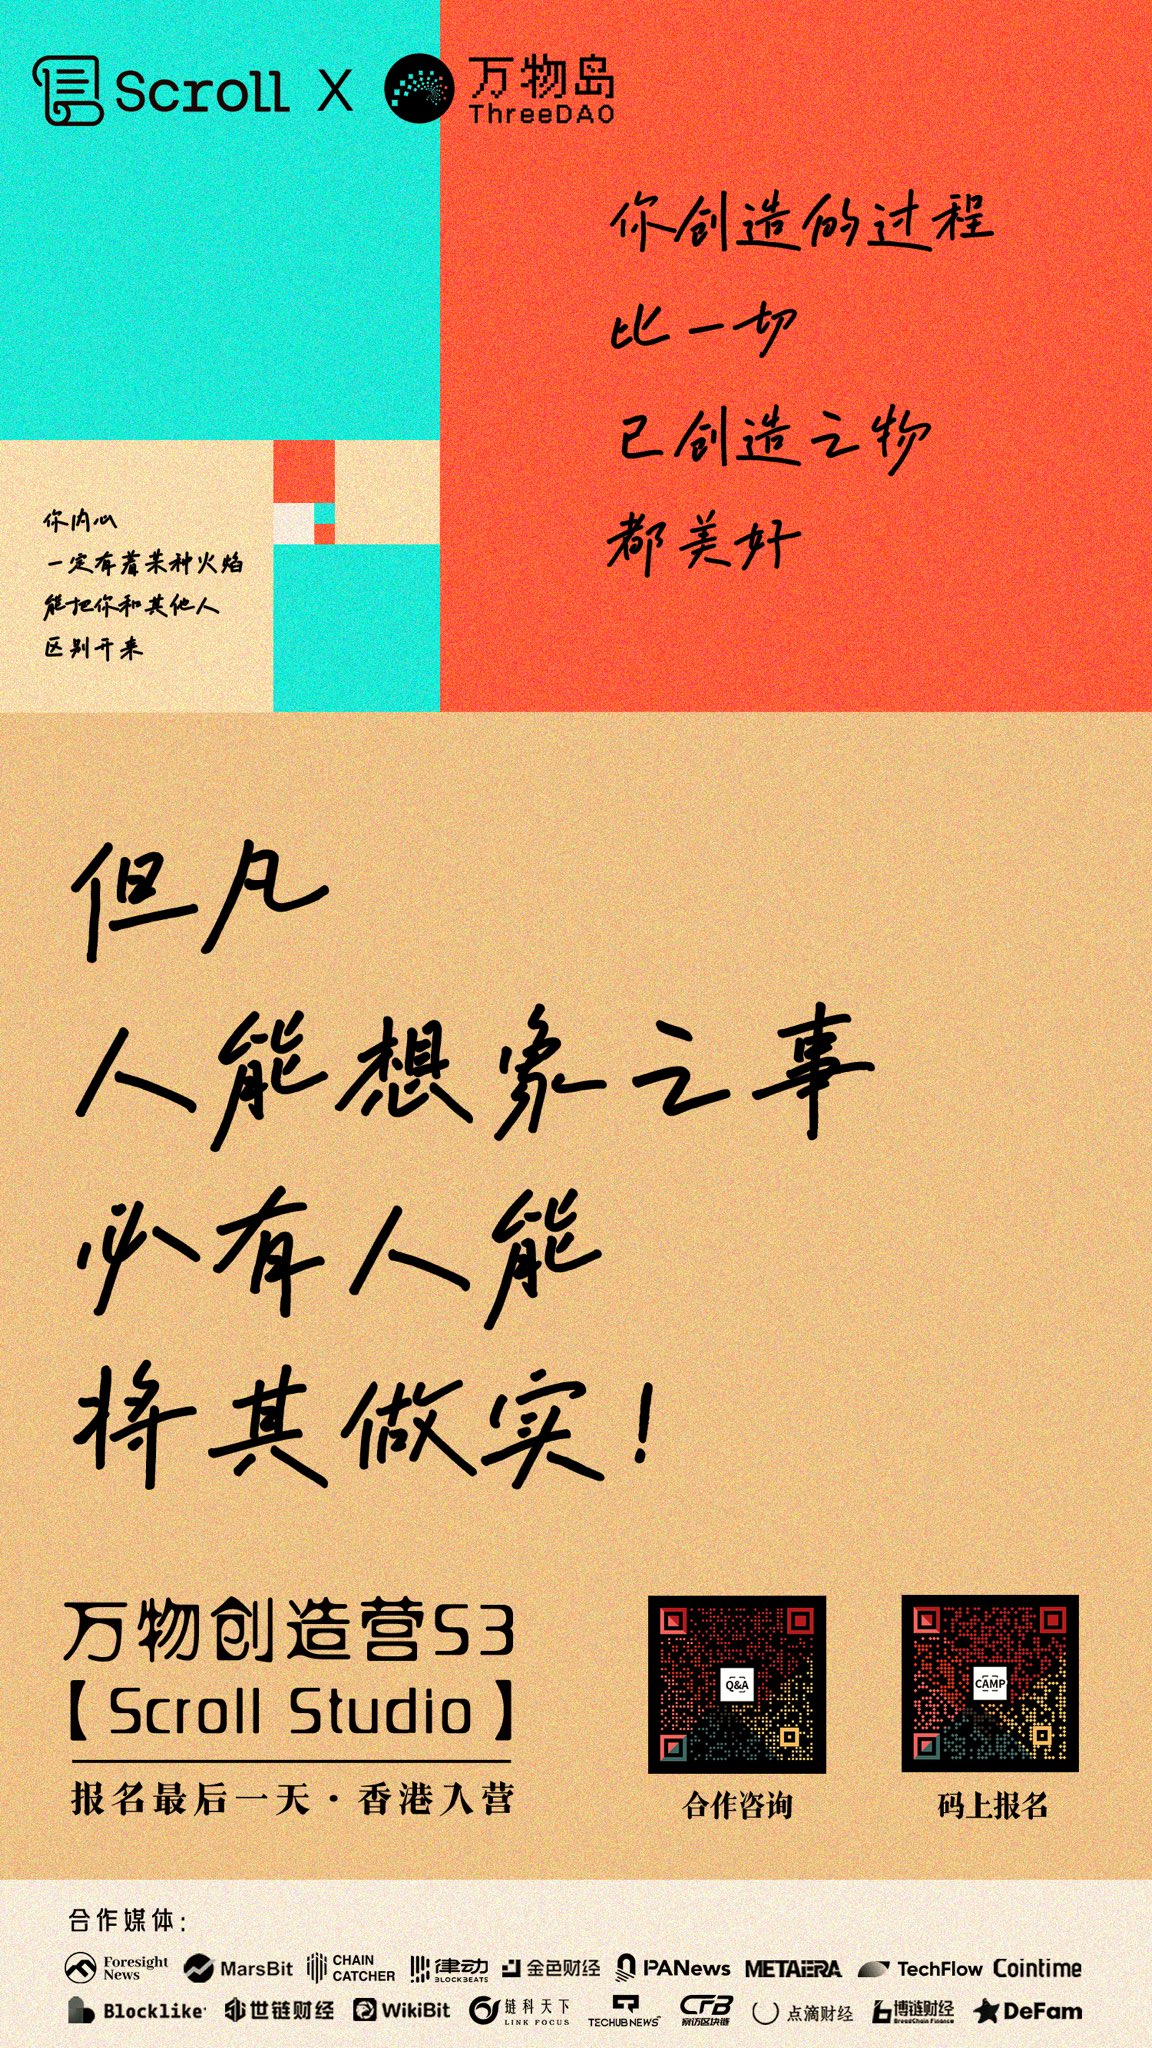 Scroll X 万物岛
ThreeDAO
你创造的过程
比一切
已创造之物
都美好
你内心
一定有着某种火焰
能把你和其他人
区别开来
但凡
人能想象之事
必有人能
将其做实！
万物创造营S3
【Scroll Studio】
报名最后一天·香港入营
Q&A
CAMP
合作咨询
码上报名
合作媒体：
Foresight News
MarsBit
CHAIN CATCHER
律动 BLOCKBEATS
金色财经
PANews
METAERA
TechFlow
Cointime
Blocklike
世链财经
WikiBit
链科天下 LINK FOCUS
TECHUB NEWS
CFB
点滴财经
博链财经 BroadChain Finance
DeFam